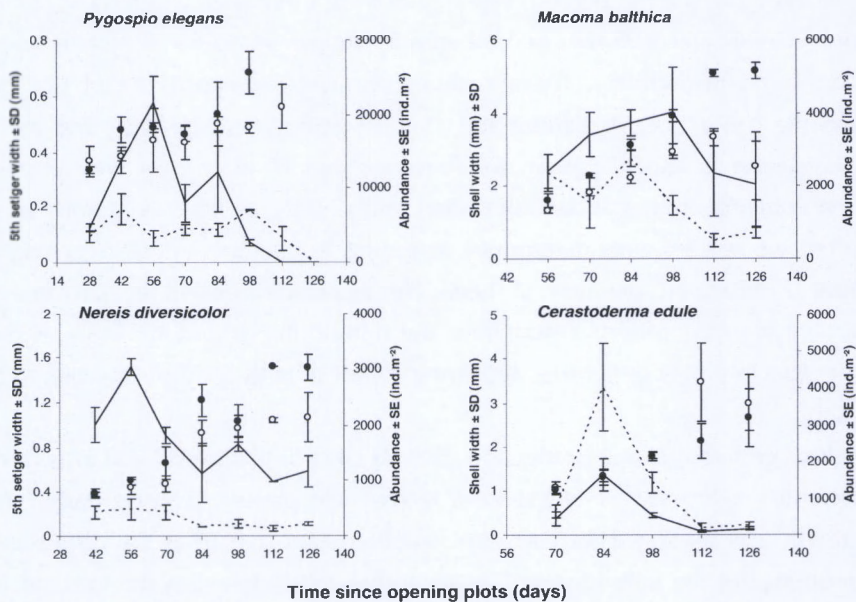 Pygospio elegans
0.8
0.6
0.4
0.2
0
5th setiger width ± SD (mm)
30000
20000
10000
0
Abundance ± SE (ind.m⁻²)
14 28 42 56 70 84 98 112 126 140
Macoma balthica
6
4
2
0
Shell width (mm) ± SD
6000
4000
2000
0
Abundance ± SE (ind.m⁻²)
42 56 70 84 98 112 126 140
Nereis diversicolor
2
1.6
1.2
0.8
0.4
0
5th setiger width ± SD (mm)
4000
3000
2000
1000
0
Abundance ± SE (ind.m⁻²)
28 42 56 70 84 98 112 126 140
Cerastoderma edule
5
4
3
2
1
0
Shell width ± SD (mm)
6000
5000
4000
3000
2000
1000
0
Abundance ± SE (ind.m⁻²)
56 70 84 98 112 126 140
Time since opening plots (days)